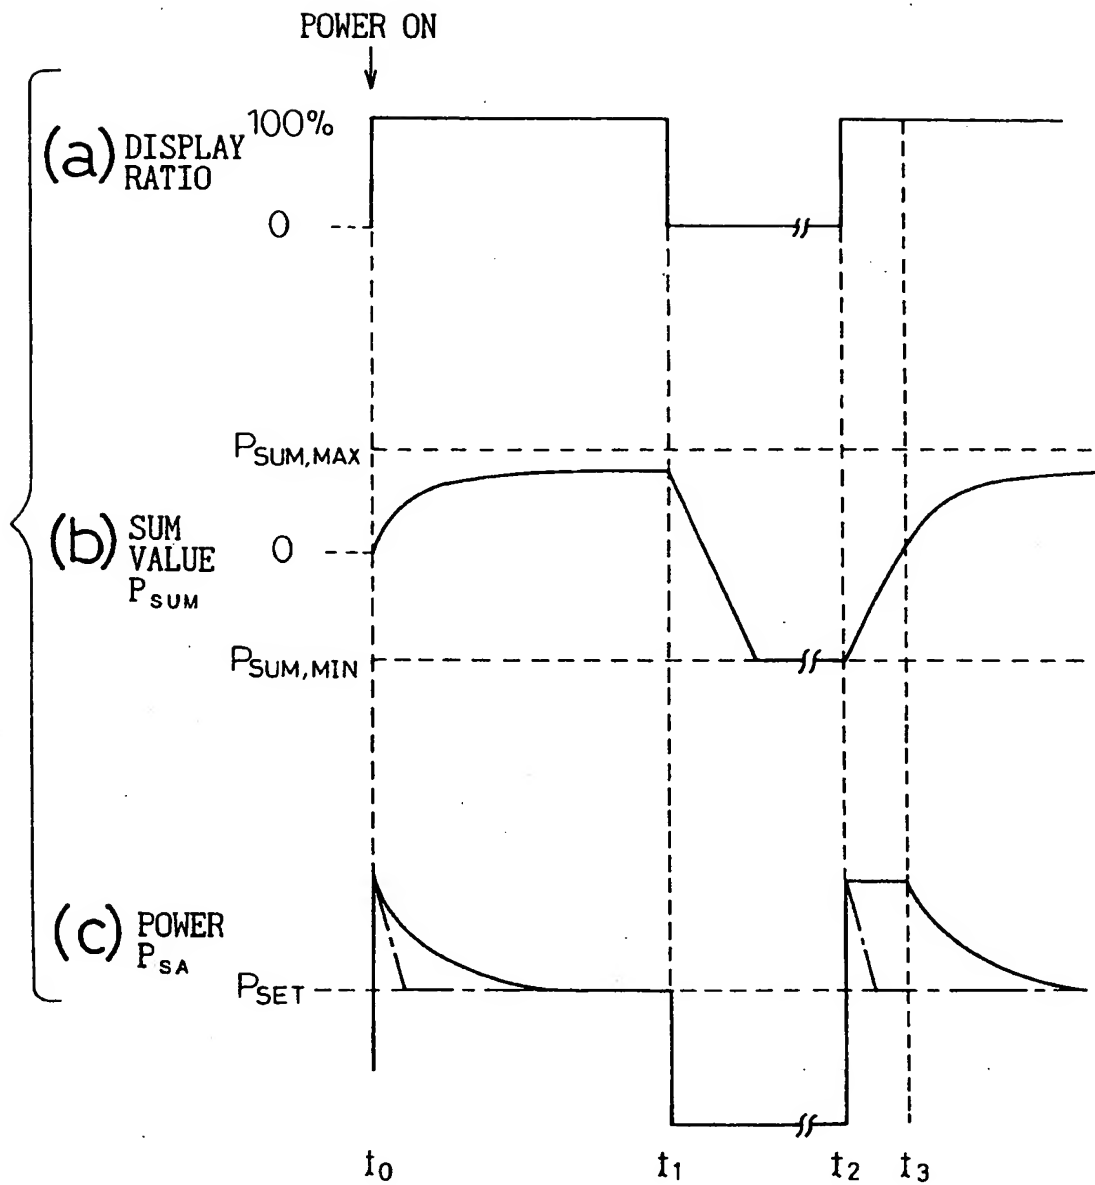 POWER ON
(a) DISPLAY
RATIO
100%
0
P_SUM,MAX
(b) SUM
VALUE
P_SUM
0
P_SUM,MIN
(c) POWER
P_SA
P_SET
t₀ t₁ t₂ t₃